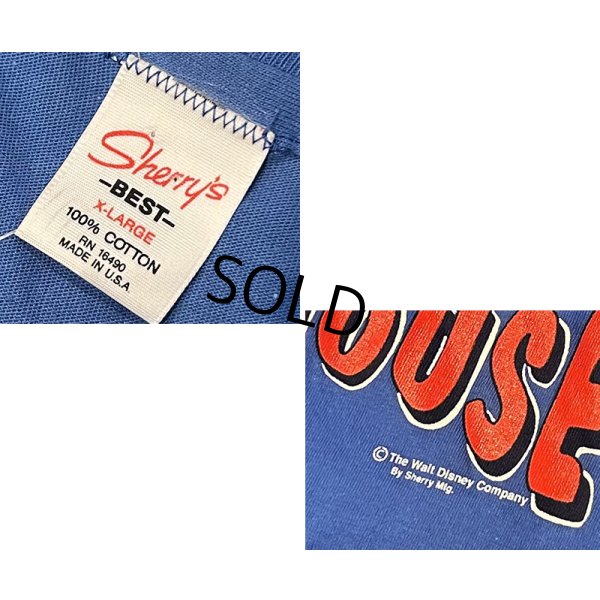 Sherry's
–BEST–
X-LARGE
100% COTTON
RN 16490
MADE IN U.S.A
SOLD
OUSE
© The Walt Disney Company
By Sherry Mfg.